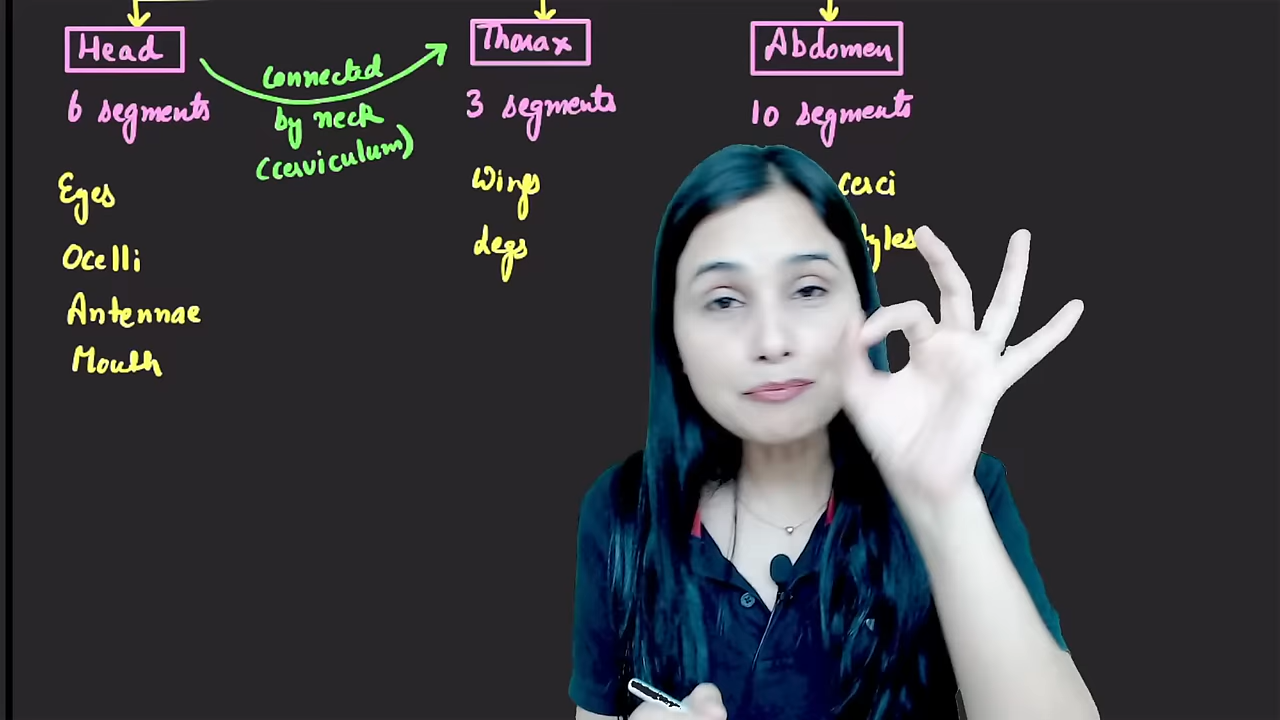 Head
6 segments
Eyes
Ocelli
Antennae
Mouth
connected
by neck
(cerviculum)
Thorax
3 segments
Wings
Legs
Abdomen
10 segments
cerci